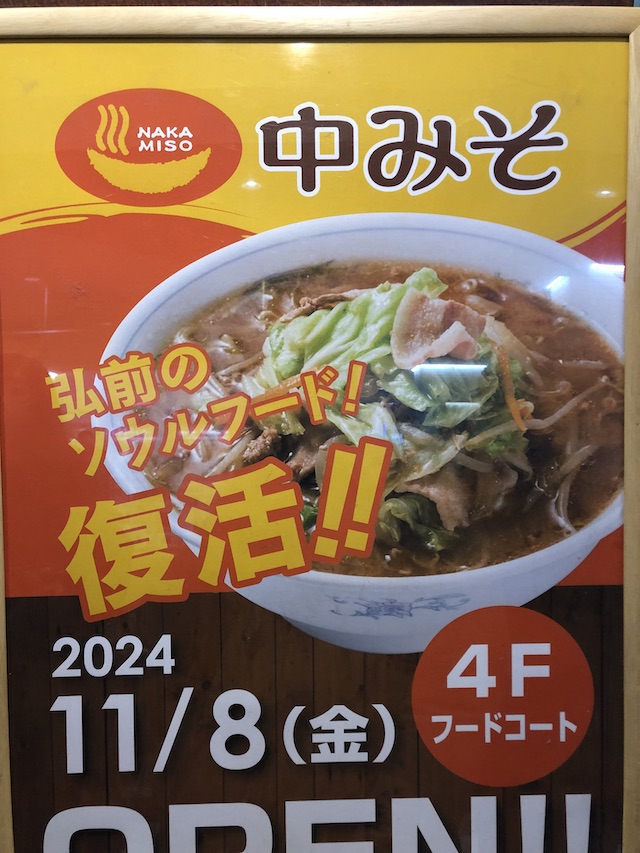 NAKA
MISO
中みそ
弘前の
ソウルフード!
復活!!
2024
11/8(金)
4F
フードコート
OPEN!!